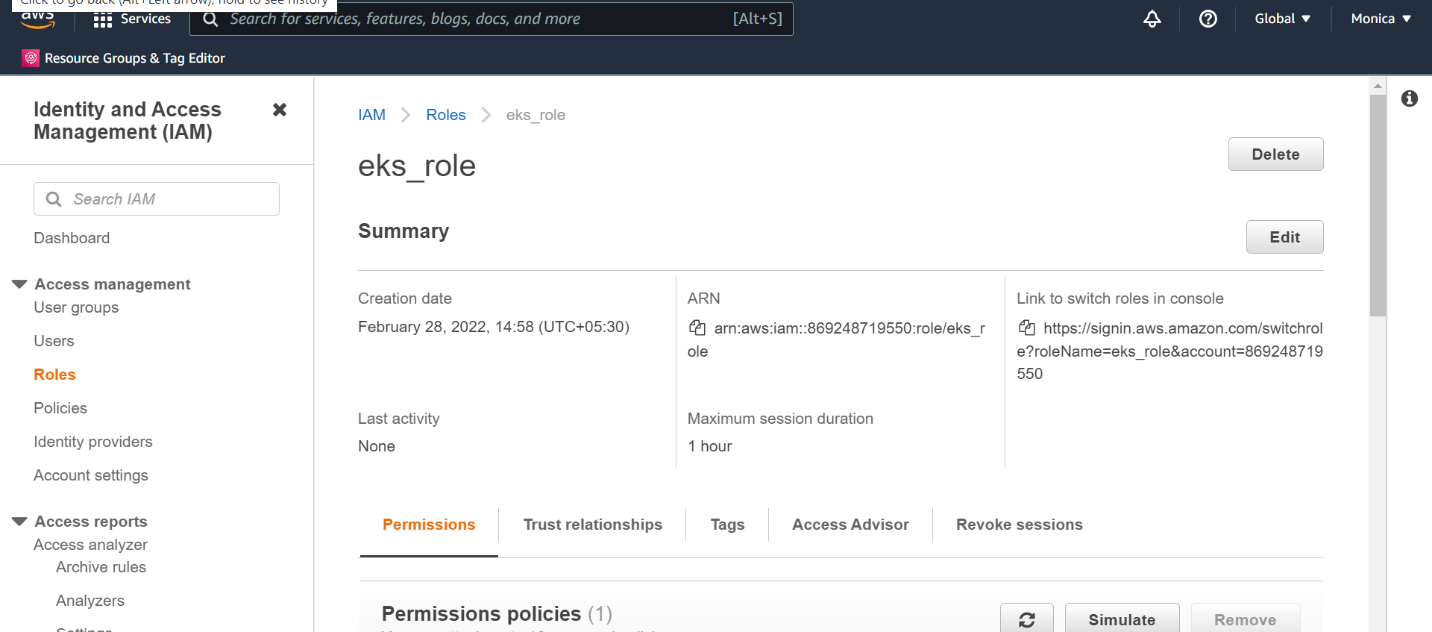 Click to go back (Alt+Left arrow), hold to see history
aws
Services
Search for services, features, blogs, docs, and more
[Alt+S]
Global
Monica
Resource Groups & Tag Editor
Identity and Access
Management (IAM)
Search IAM
Dashboard
Access management
User groups
Users
Roles
Policies
Identity providers
Account settings
Access reports
Access analyzer
Archive rules
Analyzers
Settings
IAM
Roles
eks_role
eks_role
Delete
Summary
Edit
Creation date
February 28, 2022, 14:58 (UTC+05:30)
ARN
arn:aws:iam::869248719550:role/eks_r
ole
Link to switch roles in console
https://signin.aws.amazon.com/switchrol
e?roleName=eks_role&account=869248719
550
Last activity
None
Maximum session duration
1 hour
Permissions
Trust relationships
Tags
Access Advisor
Revoke sessions
Permissions policies (1)
Simulate
Remove